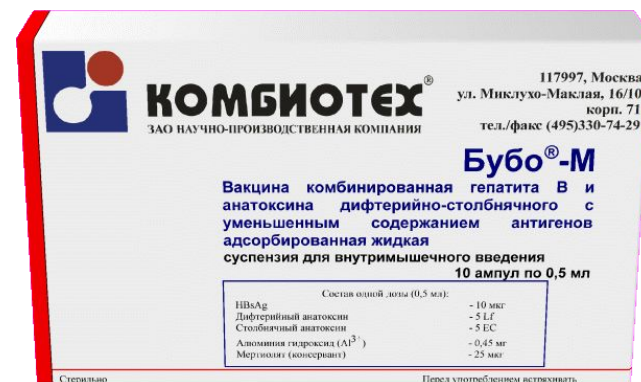 КОМБИОТЕХ®
ЗАО НАУЧНО-ПРОИЗВОДСТВЕННАЯ КОМПАНИЯ
117997, Москва
ул. Миклухо-Маклая, 16/10
корп. 71
тел./факс (495)330-74-29
Бубо®-М
Вакцина комбинированная гепатита В и
анатоксина дифтерийно-столбнячного с
уменьшенным содержанием антигенов
адсорбированная жидкая
суспензия для внутримышечного введения
10 ампул по 0,5 мл
Состав одной дозы (0,5 мл):
HBsAg - 10 мкг
Дифтерийный анатоксин - 5 Lf
Столбнячный анатоксин - 5 ЕС
Алюминия гидроксид (Al3+) - 0,45 мг
Мертиолят (консервант) - 25 мкг
Стерильно
Перед употреблением встряхивать